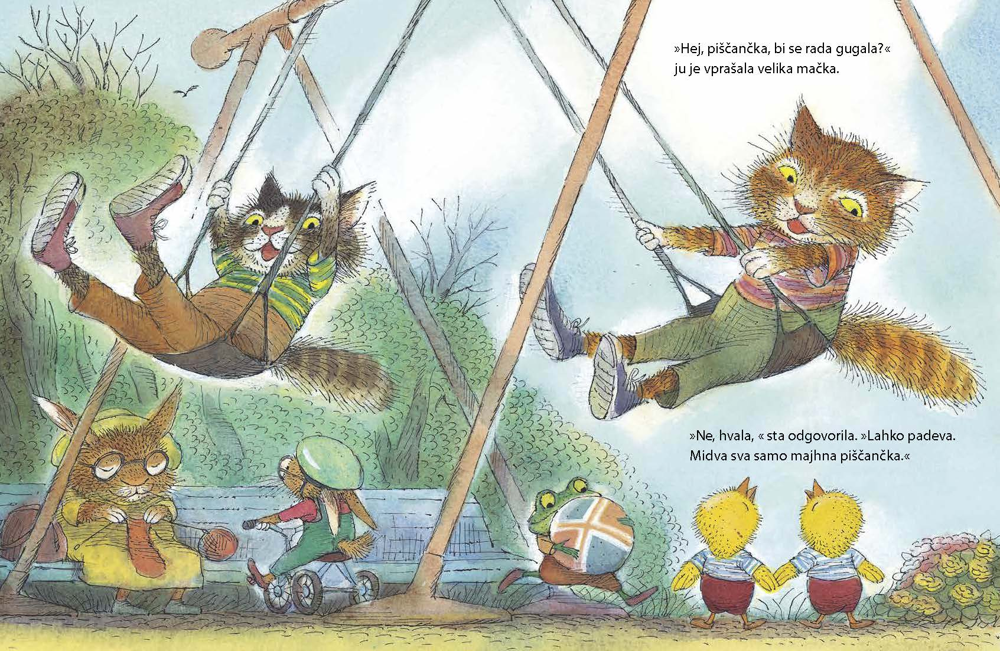 »Hej, piščančka, bi se rada gugala?«
ju je vprašala velika mačka.
»Ne, hvala, « sta odgovorila. »Lahko padeva.
Midva sva samo majhna piščančka.«